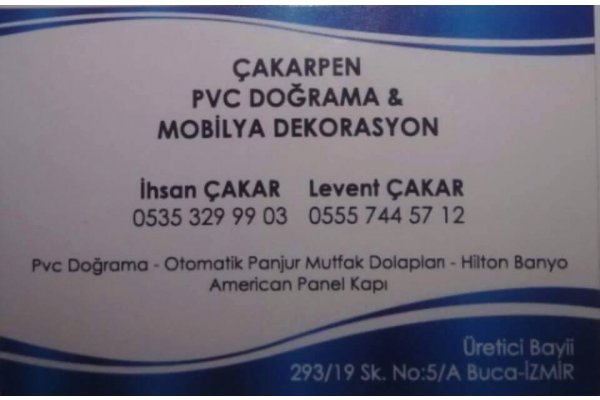 ÇAKARPEN
PVC DOĞRAMA &
MOBİLYA DEKORASYON
İhsan ÇAKAR Levent ÇAKAR
0535 329 99 03 0555 744 57 12
Pvc Doğrama - Otomatik Panjur Mutfak Dolapları - Hilton Banyo
American Panel Kapı
Üretici Bayii
293/19 Sk. No:5/A Buca-İZMİR